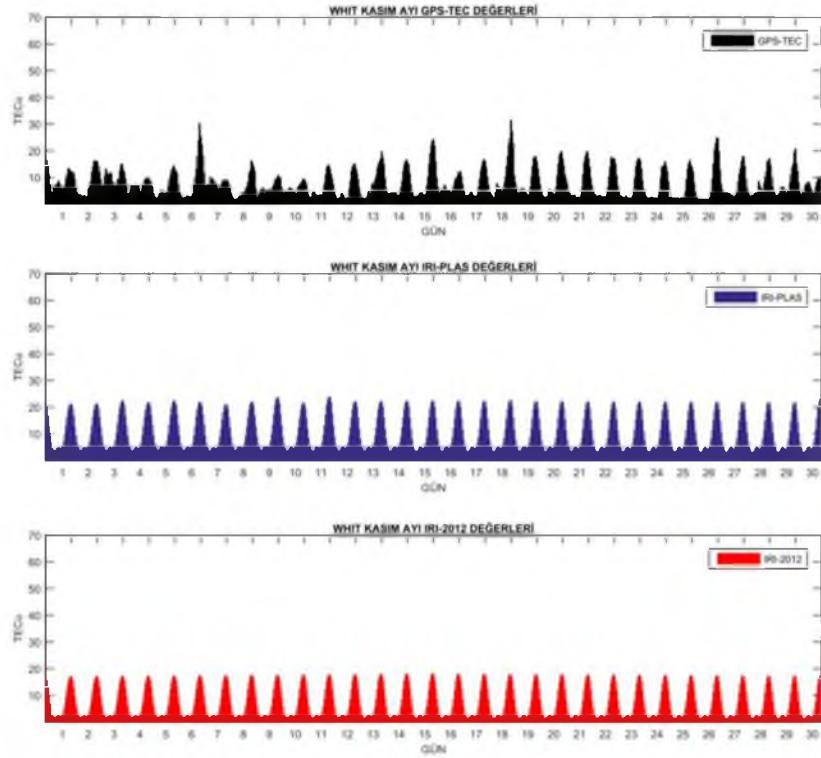 WHIT KASIM AYI GPS-TEC DEĞERLERİ
70
60
50
40
30
20
10
TECu
GPS-TEC
1 2 3 4 5 6 7 8 9 10 11 12 13 14 15 16 17 18 19 20 21 22 23 24 25 26 27 28 29 30
GÜN
WHIT KASIM AYI IRI-PLAS DEĞERLERİ
70
60
50
40
30
20
10
TECu
IRI-PLAS
1 2 3 4 5 6 7 8 9 10 11 12 13 14 15 16 17 18 19 20 21 22 23 24 25 26 27 28 29 30
GÜN
WHIT KASIM AYI IRI-2012 DEĞERLERİ
70
60
50
40
30
20
10
TECu
IRI-2012
1 2 3 4 5 6 7 8 9 10 11 12 13 14 15 16 17 18 19 20 21 22 23 24 25 26 27 28 29 30
GÜN